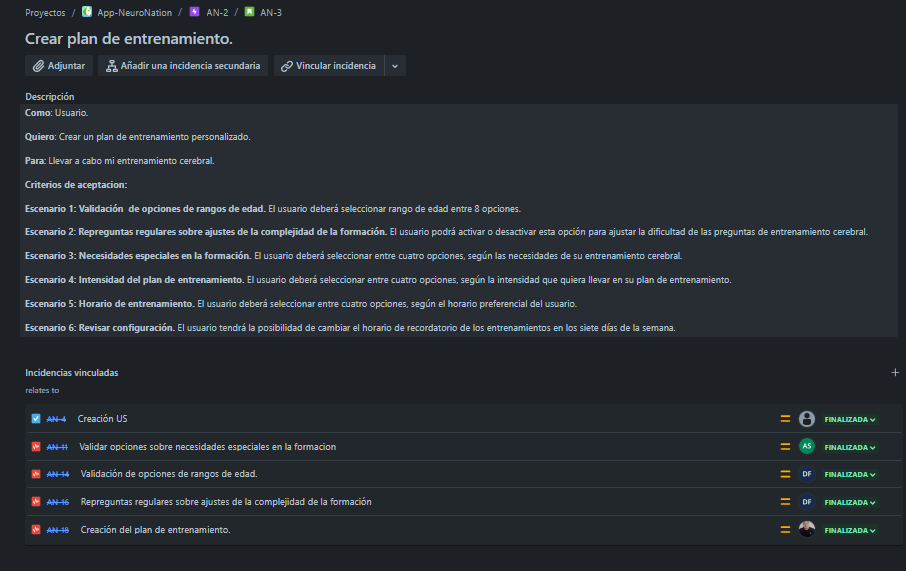 Proyectos / App-NeuroNation / AN-2 / AN-3
Crear plan de entrenamiento.
Adjuntar Añadir una incidencia secundaria Vincular incidencia
Descripción
Como: Usuario.
Quiero: Crear un plan de entrenamiento personalizado.
Para: Llevar a cabo mi entrenamiento cerebral.
Criterios de aceptacion:
Escenario 1: Validación de opciones de rangos de edad. El usuario deberá seleccionar rango de edad entre 8 opciones.
Escenario 2: Repreguntas regulares sobre ajustes de la complejidad de la formación. El usuario podrá activar o desactivar esta opción para ajustar la dificultad de las preguntas de entrenamiento cerebral.
Escenario 3: Necesidades especiales en la formación. El usuario deberá seleccionar entre cuatro opciones, según las necesidades de su entrenamiento cerebral.
Escenario 4: Intensidad del plan de entrenamiento. El usuario deberá seleccionar entre cuatro opciones, según la intensidad que quiera llevar en su plan de entrenamiento.
Escenario 5: Horario de entrenamiento. El usuario deberá seleccionar entre cuatro opciones, según el horario preferencial del usuario.
Escenario 6: Revisar configuración. El usuario tendrá la posibilidad de cambiar el horario de recordatorio de los entrenamientos en los siete días de la semana.
Incidencias vinculadas
relates to
AN-4 Creación US FINALIZADA
AN-11 Validar opciones sobre necesidades especiales en la formacion AS FINALIZADA
AN-14 Validación de opciones de rangos de edad. DF FINALIZADA
AN-16 Repreguntas regulares sobre ajustes de la complejidad de la formación DF FINALIZADA
AN-18 Creación del plan de entrenamiento. FINALIZADA